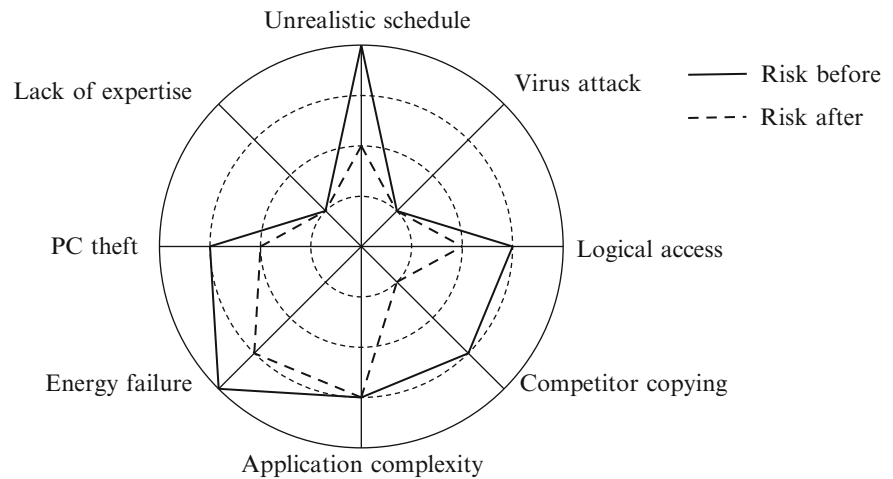 Unrealistic schedule
Virus attack
Risk before
Lack of expertise
Risk after
PC theft
Logical access
Energy failure
Competitor copying
Application complexity